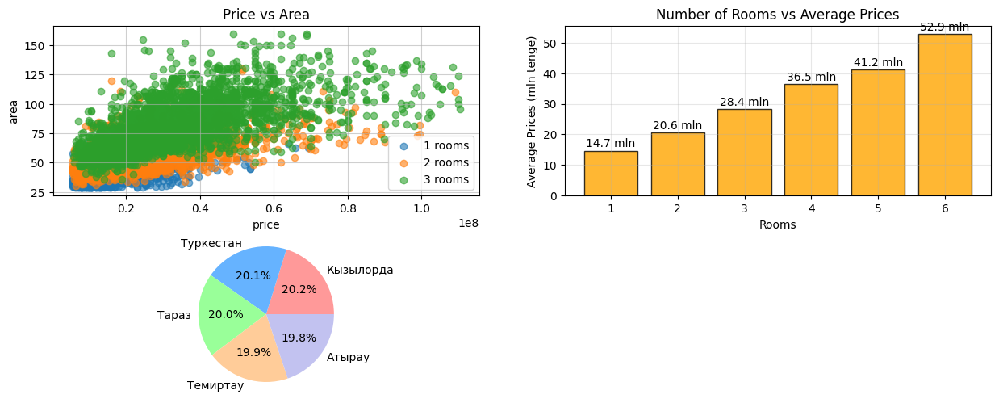 Price vs Area
150
125
100
75
50
25
area
0.2
0.4
0.6
0.8
1.0
1e8
price
1 rooms
2 rooms
3 rooms
Number of Rooms vs Average Prices
Average Prices (mln tenge)
50
40
30
20
10
0
14.7 mln
20.6 mln
28.4 mln
36.5 mln
41.2 mln
52.9 mln
1
2
3
4
5
6
Rooms
Туркестан
20.1%
Кызылорда
20.2%
Тараз
20.0%
Темиртау
19.9%
Атырау
19.8%